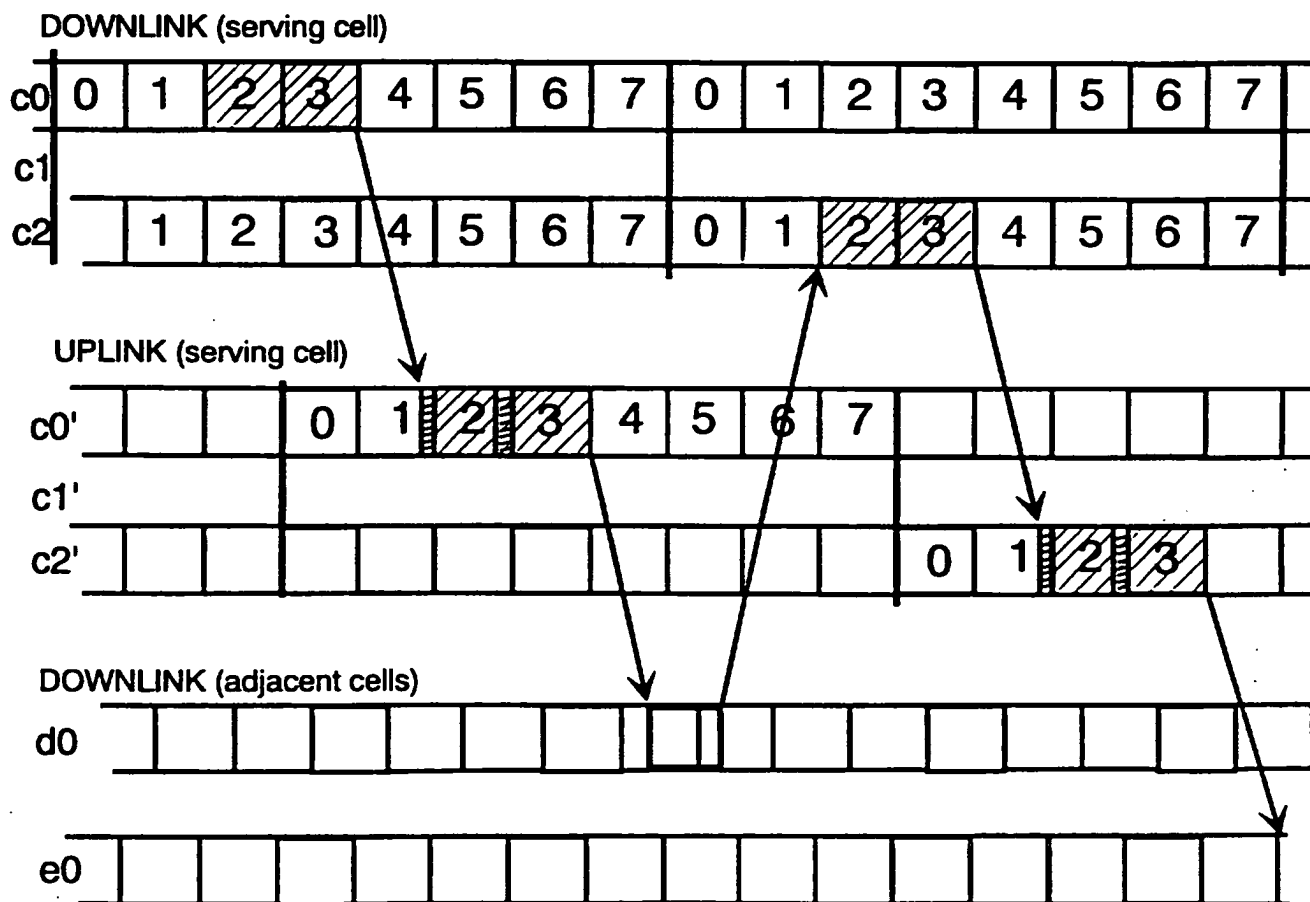 DOWNLINK (serving cell)
c0 0 1 2 3 4 5 6 7 0 1 2 3 4 5 6 7
c1
c2 1 2 3 4 5 6 7 0 1 2 3 4 5 6 7
UPLINK (serving cell)
c0' 0 1 2 3 4 5 6 7
c1'
c2' 0 1 2 3
DOWNLINK (adjacent cells)
d0
e0